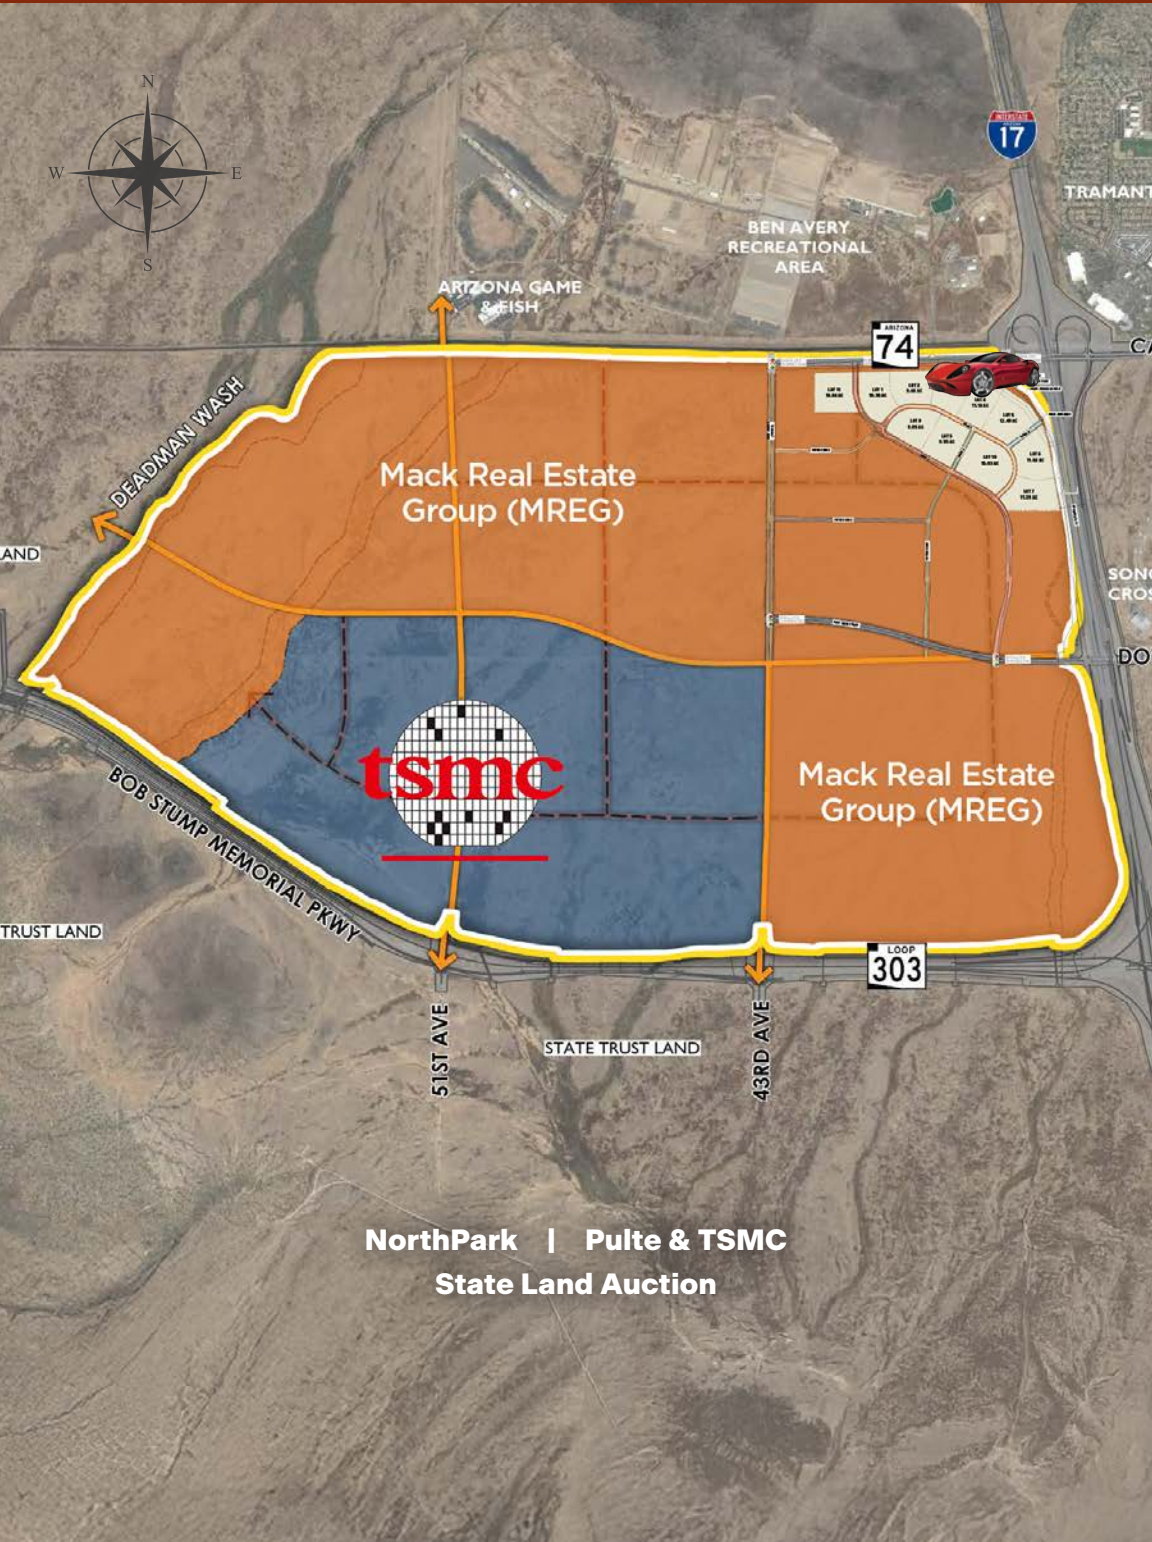 N
W
E
S
INTERSTATE
17
TRAMANT
BEN AVERY
RECREATIONAL
AREA
ARIZONA GAME
& FISH
ARIZONA
74
CA
DEADMAN WASH
Mack Real Estate
Group (MREG)
LAND
SONO
CROS
DO
tsmc
Mack Real Estate
Group (MREG)
BOB STUMP MEMORIAL PKWY
TRUST LAND
LOOP
303
51ST AVE
43RD AVE
STATE TRUST LAND
NorthPark | Pulte & TSMC
State Land Auction